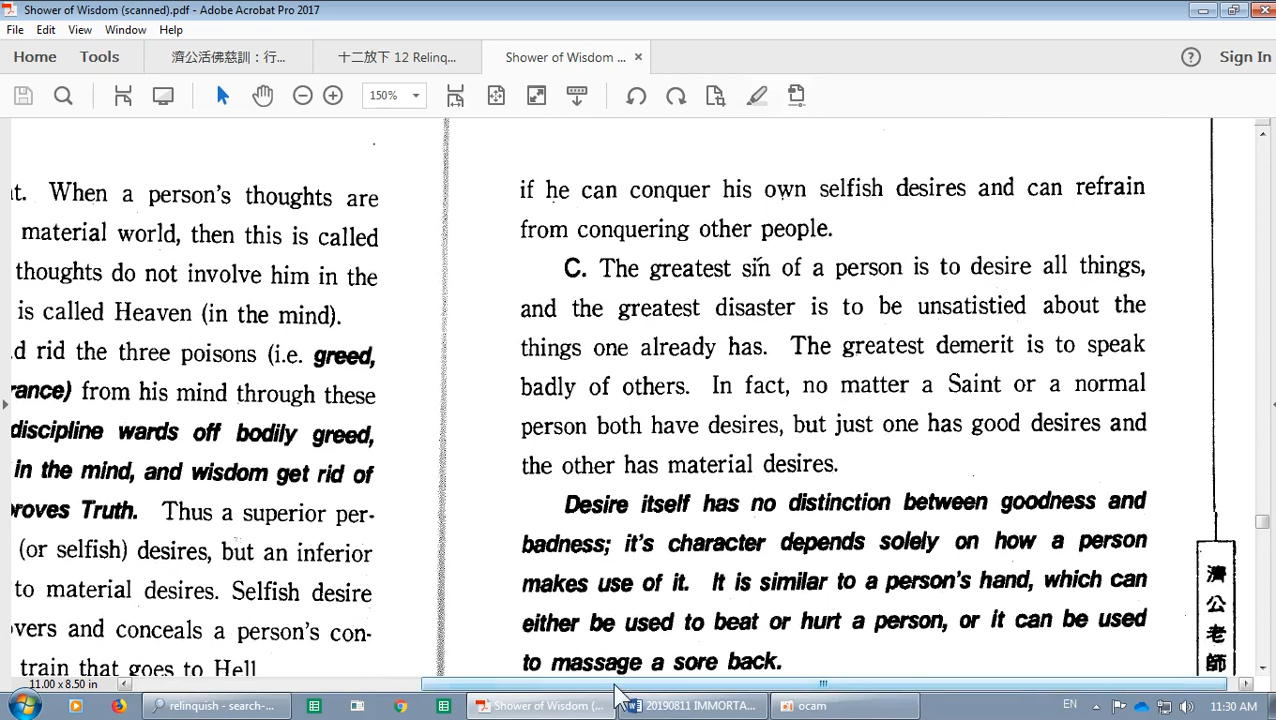 Shower of Wisdom (scanned).pdf - Adobe Acrobat Pro 2017
File Edit View Window Help
Home Tools 濟公活佛慈訓：行... 十二放下 12 Relinq... Shower of Wisdom ... × Sign In
150%
t. When a person's thoughts are
material world, then this is called
thoughts do not involve him in the
is called Heaven (in the mind).
d rid the three poisons (i.e. greed,
rance) from his mind through these
discipline wards off bodily greed,
in the mind, and wisdom get rid of
roves Truth. Thus a superior per-
(or selfish) desires, but an inferior
to material desires. Selfish desire
overs and conceals a person's con-
train that goes to Hell
if he can conquer his own selfish desires and can refrain
from conquering other people.
C. The greatest sin of a person is to desire all things,
and the greatest disaster is to be unsatistied about the
things one already has. The greatest demerit is to speak
badly of others. In fact, no matter a Saint or a normal
person both have desires, but just one has good desires and
the other has material desires.
Desire itself has no distinction between goodness and
badness; it's character depends solely on how a person
makes use of it. It is similar to a person's hand, which can
either be used to beat or hurt a person, or it can be used
to massage a sore back.
濟公老師
11.00 x 8.50 in
relinquish - search-... Shower of Wisdom (... 20190811 IMMORTA... ocam EN 11:30 AM